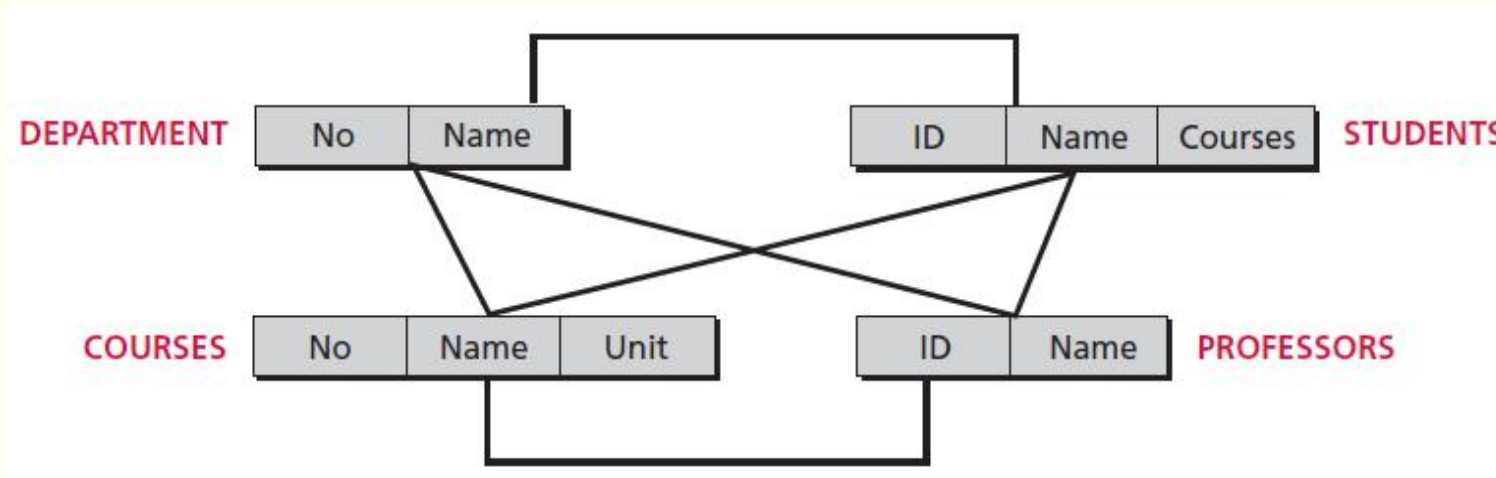 DEPARTMENT No Name ID Name Courses STUDENTS
COURSES No Name Unit ID Name PROFESSORS